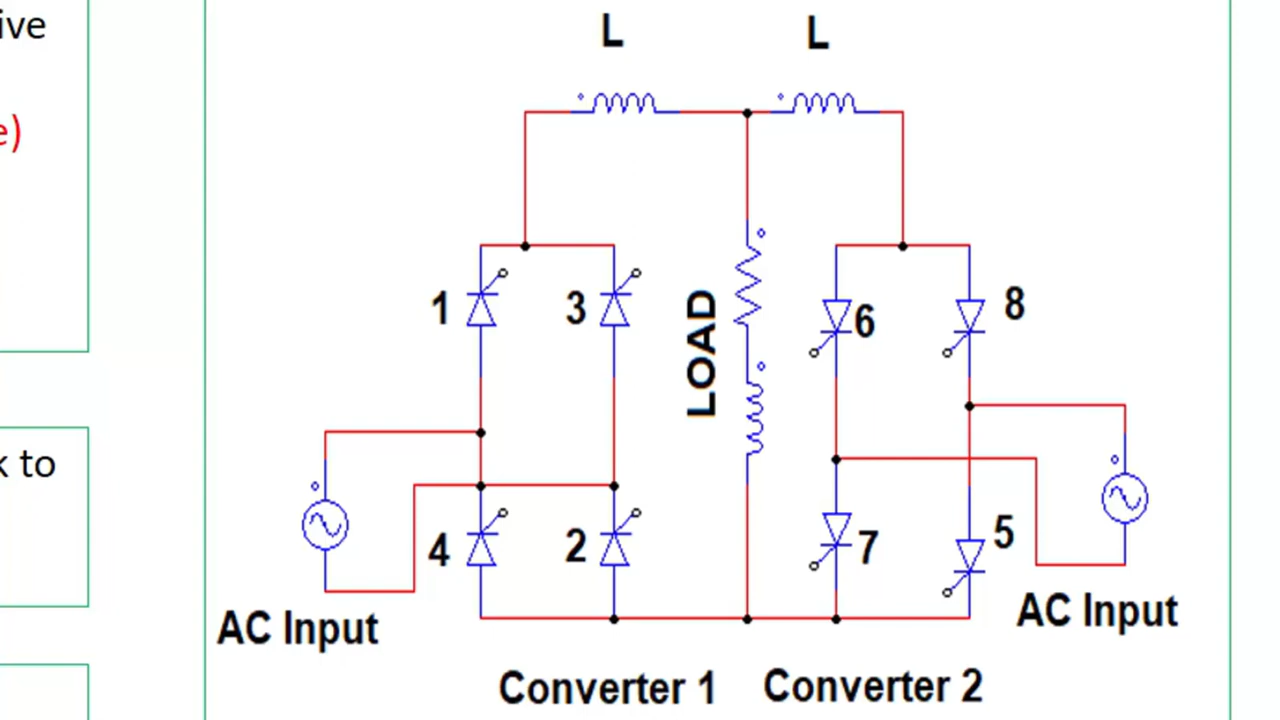 ive
e)
k to
L L
1 3 6 8
LOAD
4 2 7 5
AC Input AC Input
Converter 1 Converter 2